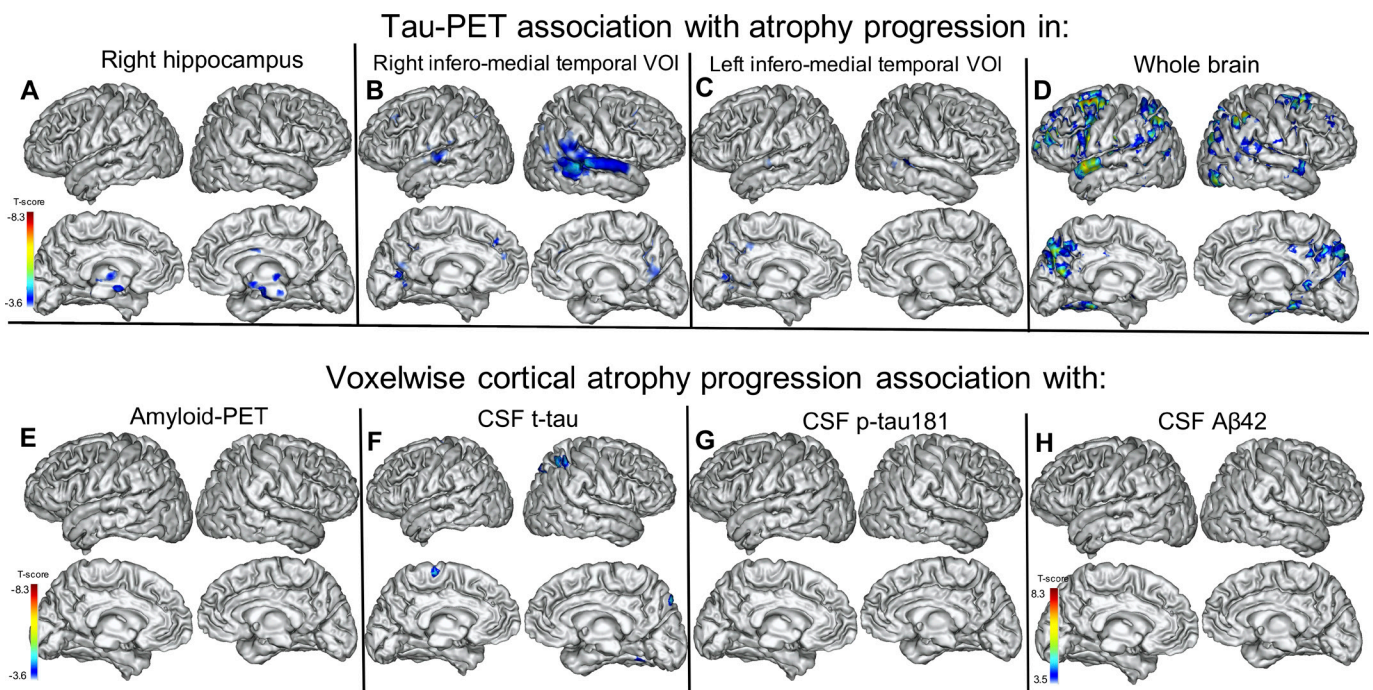 Tau-PET association with atrophy progression in:
Right hippocampus
Right infero-medial temporal VOI
Left infero-medial temporal VOI
Whole brain
A
B
C
D
T-score
-8.3
-3.6
Voxelwise cortical atrophy progression association with:
Amyloid-PET
CSF t-tau
CSF p-tau181
CSF Aβ42
E
F
G
H
T-score
-8.3
-3.6
T-score
8.3
3.5